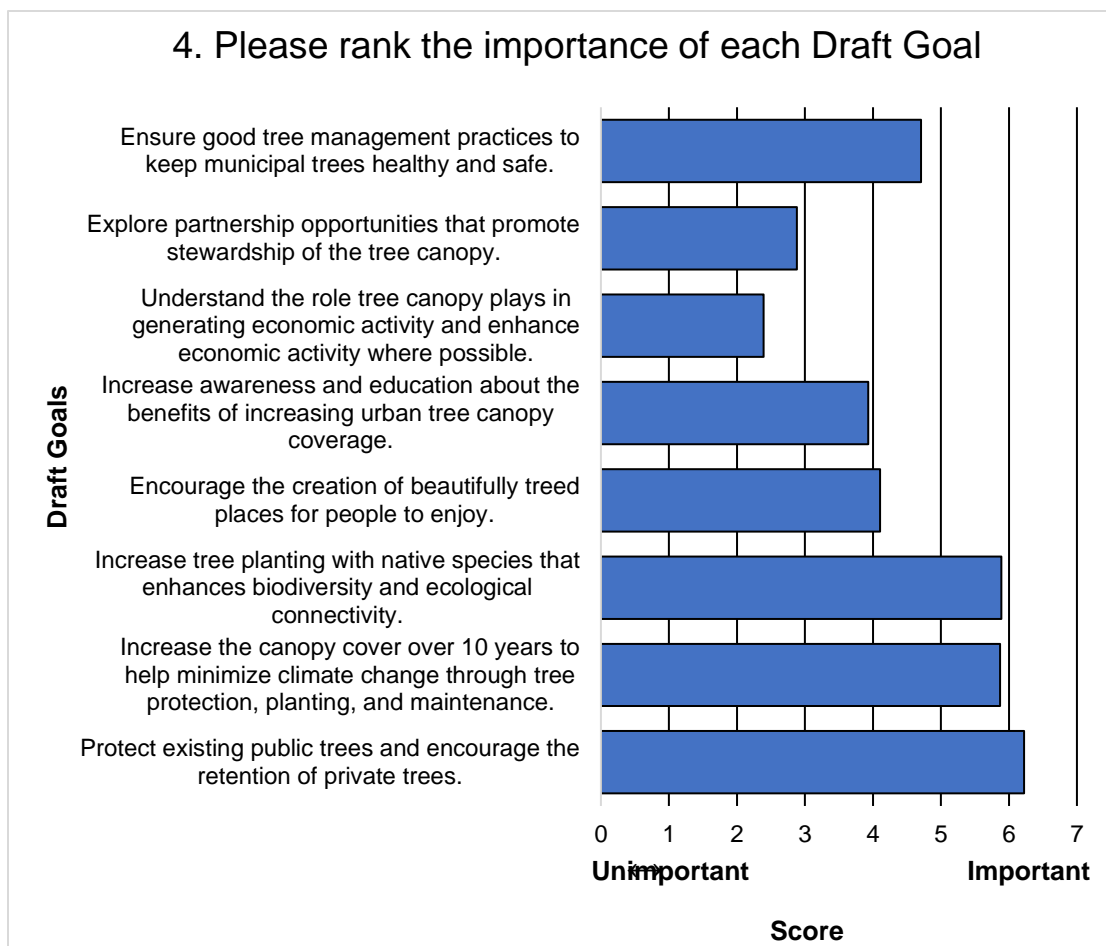 4. Please rank the importance of each Draft Goal
Ensure good tree management practices to
keep municipal trees healthy and safe.
Explore partnership opportunities that promote
stewardship of the tree canopy.
Understand the role tree canopy plays in
generating economic activity and enhance
economic activity where possible.
Increase awareness and education about the
benefits of increasing urban tree canopy
coverage.
Encourage the creation of beautifully treed
places for people to enjoy.
Increase tree planting with native species that
enhances biodiversity and ecological
connectivity.
Increase the canopy cover over 10 years to
help minimize climate change through tree
protection, planting, and maintenance.
Protect existing public trees and encourage the
retention of private trees.
Draft Goals
0 1 2 3 4 5 6 7
Unimportant Important
Score